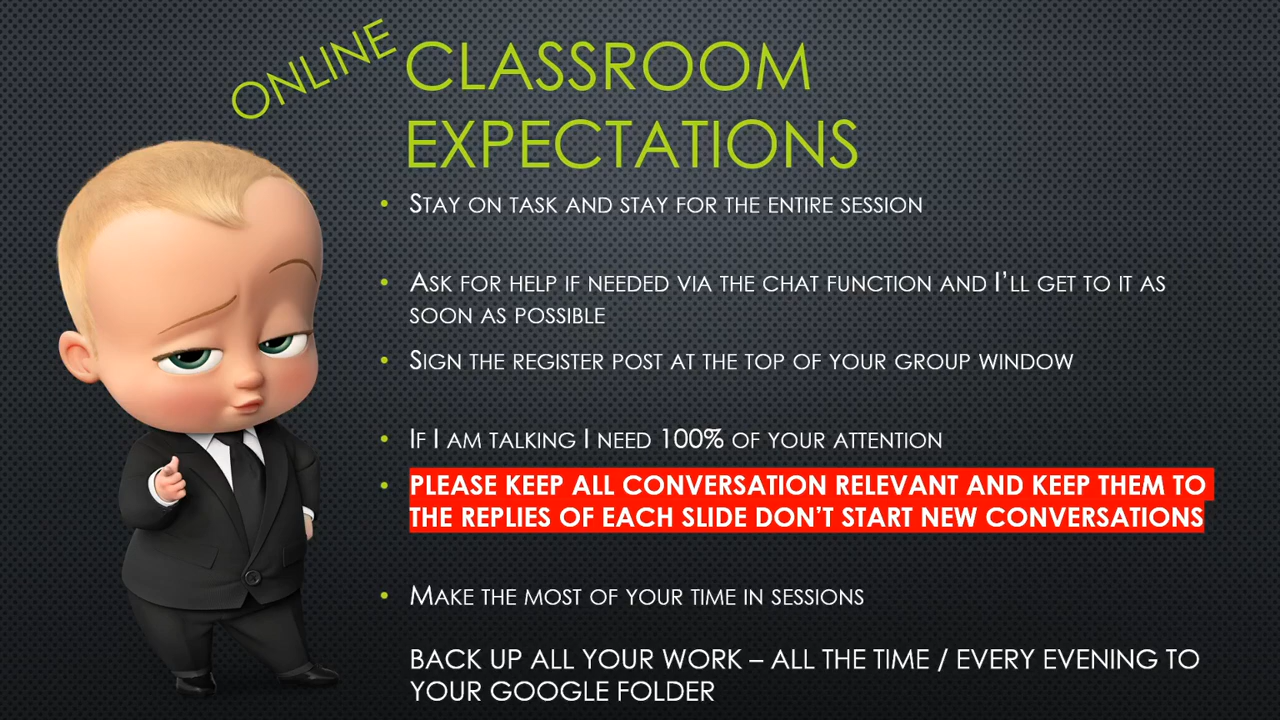 ONLINE
CLASSROOM
EXPECTATIONS
• STAY ON TASK AND STAY FOR THE ENTIRE SESSION
• ASK FOR HELP IF NEEDED VIA THE CHAT FUNCTION AND I’LL GET TO IT AS
SOON AS POSSIBLE
• SIGN THE REGISTER POST AT THE TOP OF YOUR GROUP WINDOW
• IF I AM TALKING I NEED 100% OF YOUR ATTENTION
• PLEASE KEEP ALL CONVERSATION RELEVANT AND KEEP THEM TO
THE REPLIES OF EACH SLIDE DON’T START NEW CONVERSATIONS
• MAKE THE MOST OF YOUR TIME IN SESSIONS
BACK UP ALL YOUR WORK – ALL THE TIME / EVERY EVENING TO
YOUR GOOGLE FOLDER